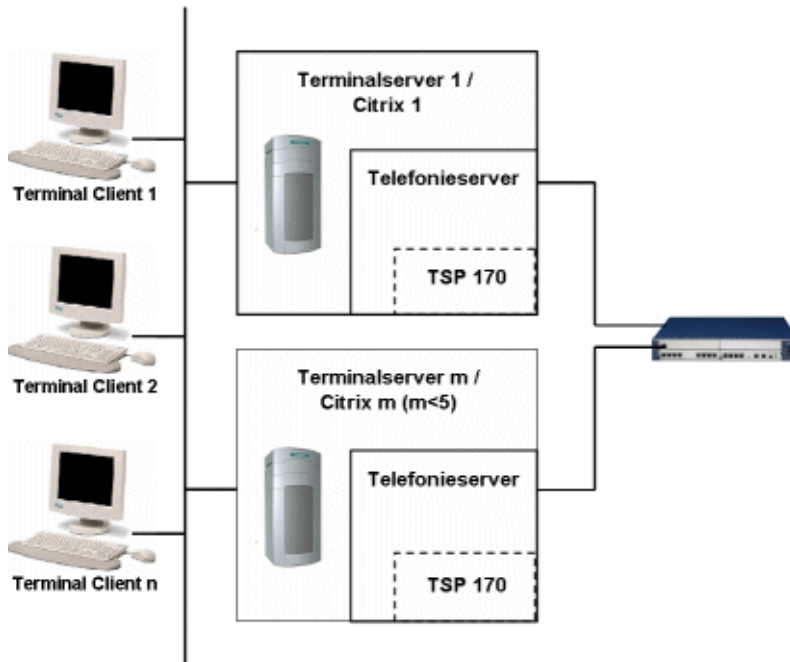 Terminal Client 1
Terminal Client 2
Terminal Client n
Terminalserver 1 /
Citrix 1
Telefonieserver
TSP 170
Terminalserver m /
Citrix m (m<5)
Telefonieserver
TSP 170